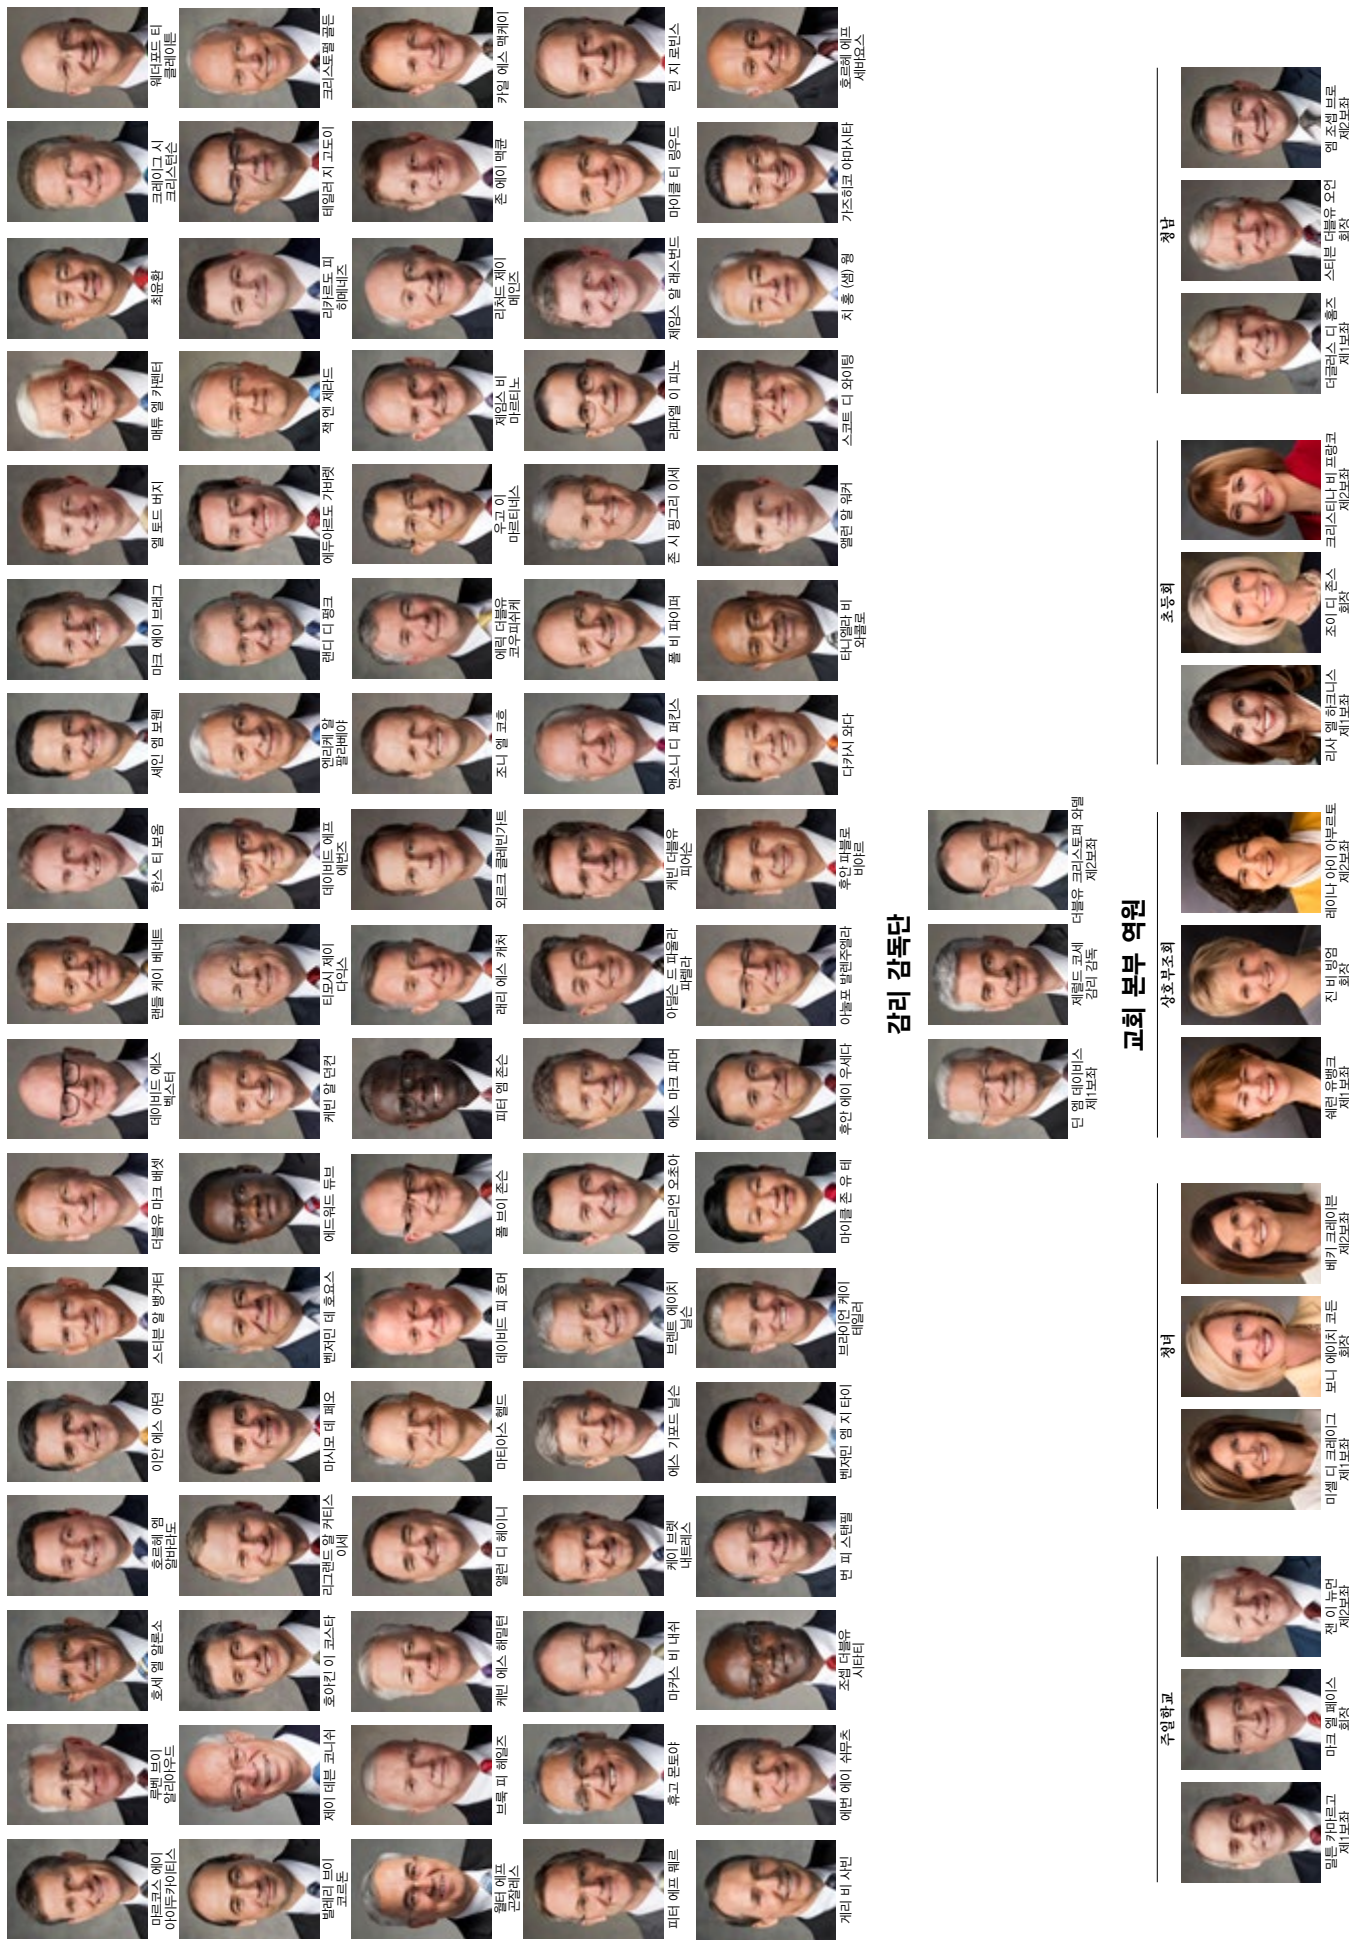 마르코스 에이
아이두카이티스
루벤 브이
알리아우드
호세 엘 알론소
호르헤 엠
알바라도
이안 에스 아던
스티븐 알 뱅거터
더블유 마크 배셋
데이비드 에스
벡스터
랜들 케이 베네트
한스 티 보옴
셰인 엠 보웬
마크 에이 브래그
엘 토드 버지
매튜 엘 카펜터
최윤환
크레이그 시
크리스턴슨
웨더포드 티
클레이튼
발레리 브이
코르돈
제이 데븐 코니쉬
호아킨 이 코스타
리그랜드 알 커티스
이세
마시모 데 페오
벤저민 데 호요스
에드워드 듀브
케빈 알 던컨
티모시 제이
다익스
데이비드 에프
에번즈
엔리케 알
팔라베야
랜디 디 펑크
에두아르도 가바렛
잭 엔 제라드
리카르도 피
히메네즈
테일러 지 고도이
크리스토펄 골든
월터 에프
곤잘레스
브룩 피 헤일즈
케빈 에스 해밀턴
앨런 디 헤이니
마티아스 헬드
데이비드 피 호머
폴 브이 존슨
피터 엠 존슨
래리 에스 캐처
외르크 클레빈가트
조니 엘 코흐
에릭 더블유
코우피쉬케
우고 이
마르티네스
제임스 비
마르티노
리처드 제이
메인즈
존 에이 맥퀸
카일 에스 맥케이
피터 에프 뭬르
휴고 몬토야
마커스 비 내쉬
케이 브렛
내트레스
에스 기포드 닐슨
브렌트 에이치
닐슨
에이드리언 오초아
에스 마크 파머
아딜슨 드 파울라
파렐라
케빈 더블유
피어슨
앤소니 디 퍼킨스
폴 비 파이퍼
존 시 핑그리 이세
라파엘 이 피노
제임스 알 래스번드
마이클 티 링우드
린 지 로빈스
게리 비 사빈
에번 에이 쉬무츠
조셉 더블유
시타티
번 피 스탠필
벤저민 엠 지 타이
브라이언 케이
테일러
마이클 존 유 테
후안 에이 우세다
아눌포 발렌주엘라
후안 파블로
비야르
다카시 와다
타니엘라 비
와콜로
앨런 알 워커
스코트 디 와이팅
치 홍 (샘) 웡
가즈히코 야마시타
호르헤 에프
세바요스
감리 감독단
딘 엠 데이비스
제1보좌
제럴드 코세
감리 감독
더블유 크리스토퍼 와델
제2보좌
교회 본부 역원
주일학교
밀튼 카마르고
제1보좌
마크 엘 페이스
회장
잰 이 뉴먼
제2보좌
청녀
미셸 디 크레이그
제1보좌
보니 에이치 코든
회장
베키 크레이븐
제2보좌
상호부조회
쉐런 유뱅크
제1보좌
진 비 빙엄
회장
레이나 아이 아부르토
제2보좌
초등회
리사 엘 하크니스
제1보좌
조이 디 존스
회장
크리스티나 비 프랑코
제2보좌
청남
더글러스 디 홈즈
제1보좌
스티븐 더블유 오언
회장
엠 조셉 브로
제2보좌